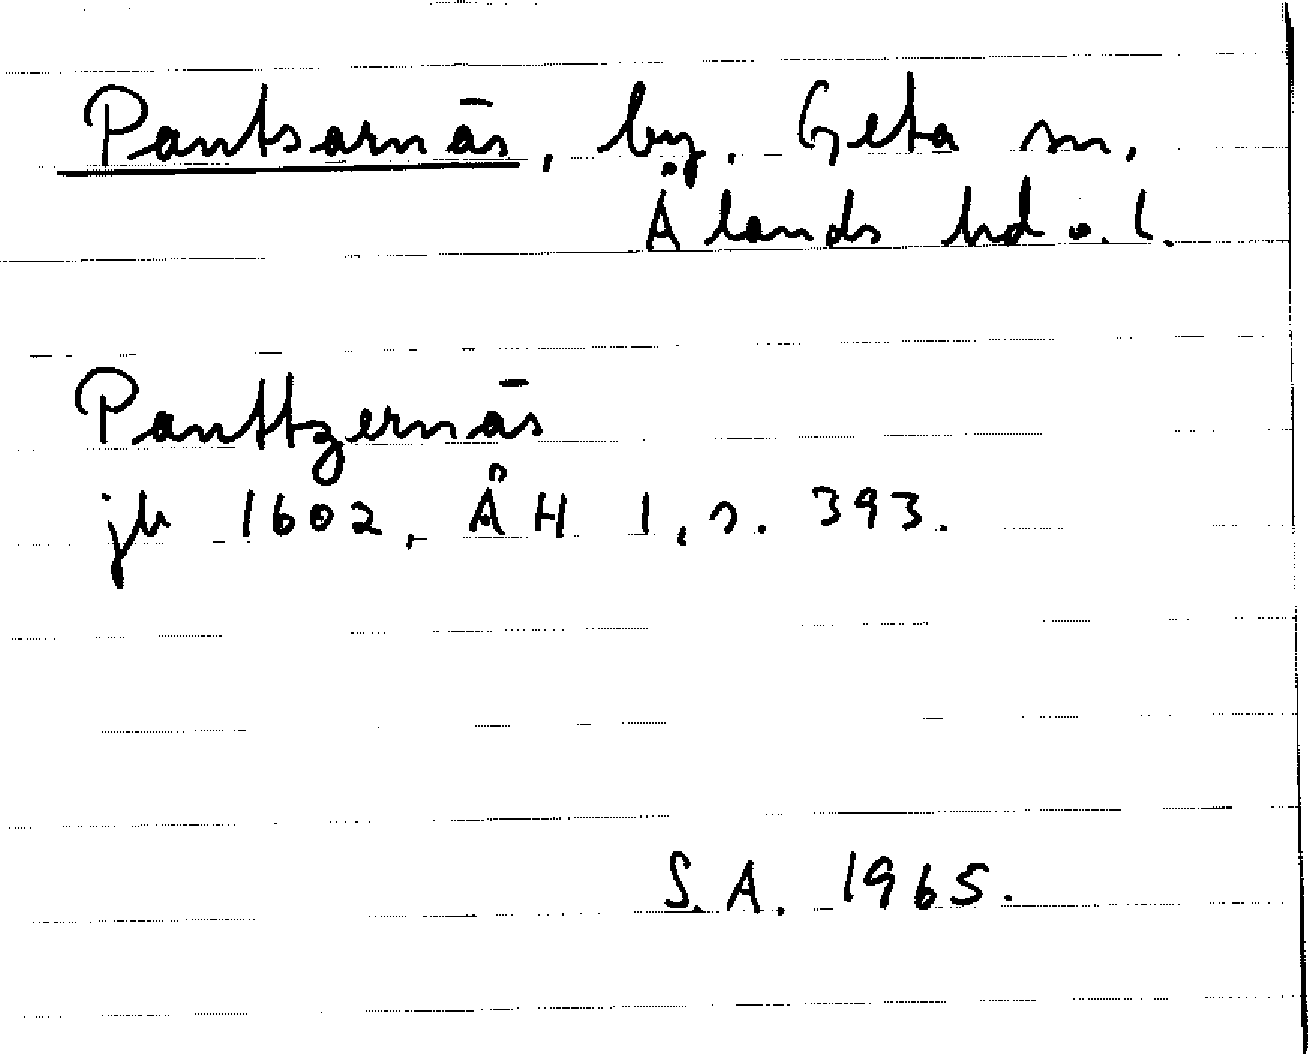 Pantsarnäs, by, Geta sn,
Ålands hd o. l.
Panttzernäs
jb 1602, ÅH 1, s. 393.
S.A. 1965.